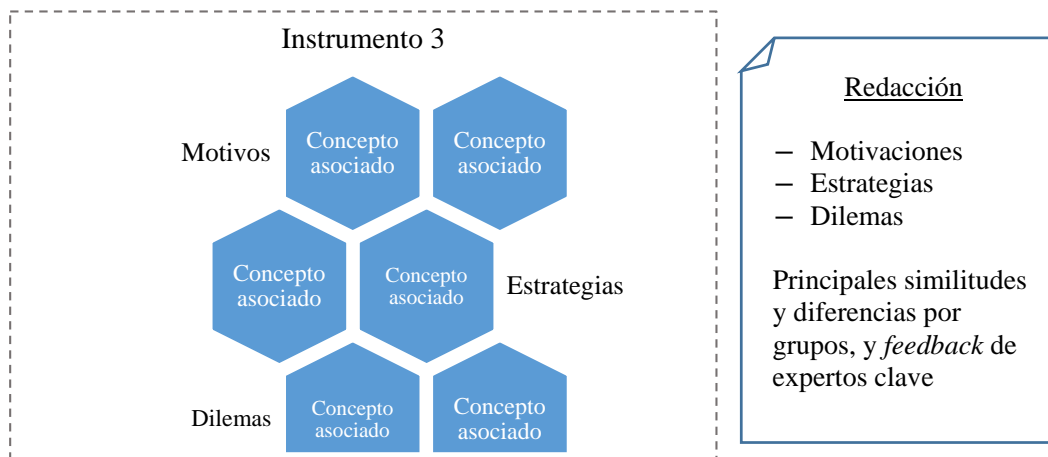 Instrumento 3
Motivos
Concepto
asociado
Concepto
asociado
Concepto
asociado
Concepto
asociado
Estrategias
Dilemas
Concepto
asociado
Concepto
asociado
Redacción
– Motivaciones
– Estrategias
– Dilemas
Principales similitudes
y diferencias por
grupos, y feedback de
expertos clave